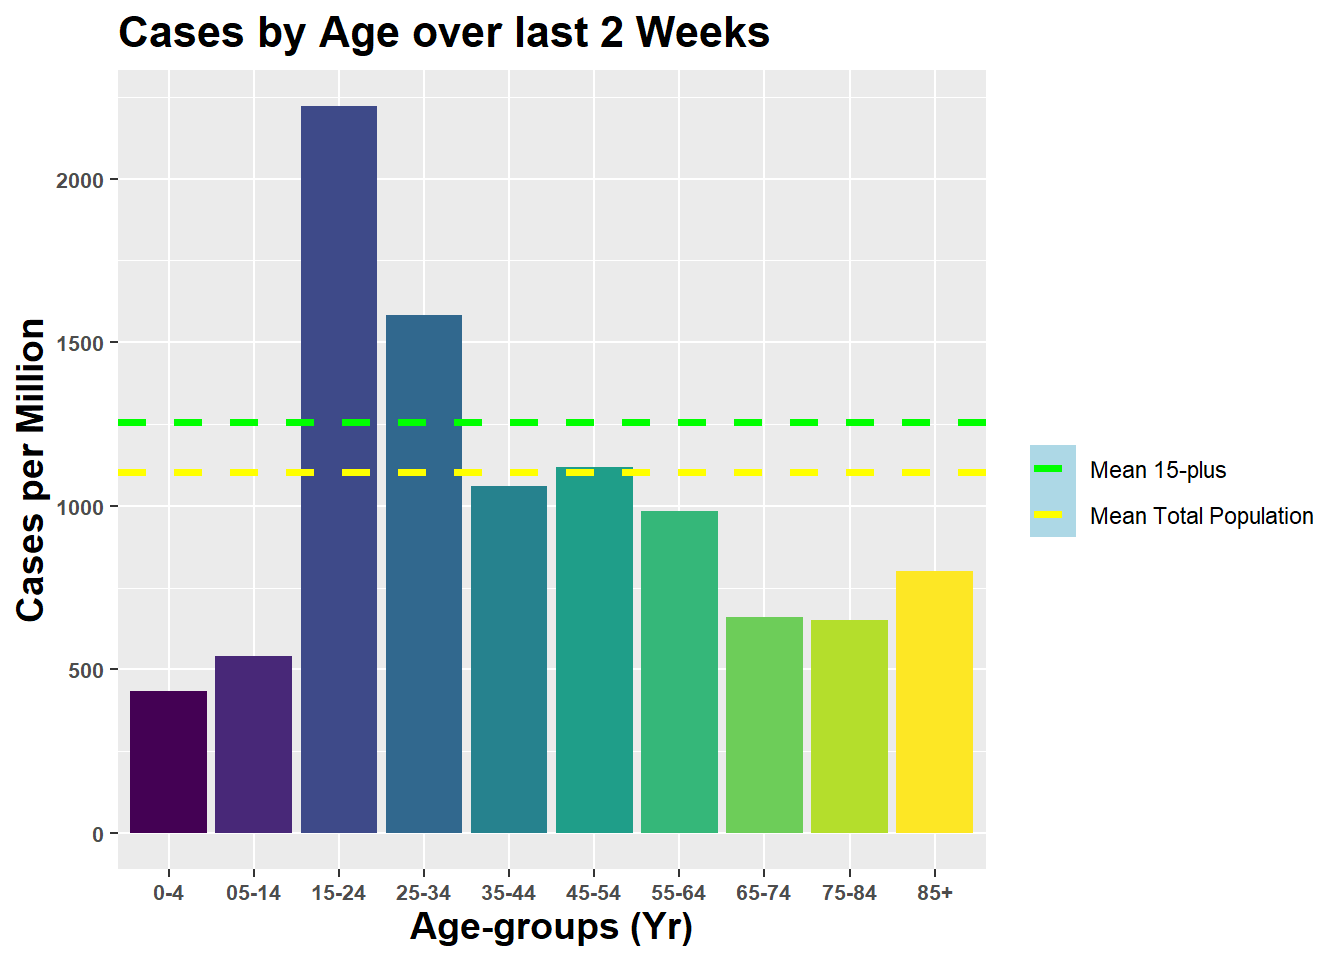 Cases by Age over last 2 Weeks
Cases per Million
2000
1500
1000
500
0
0-4 05-14 15-24 25-34 35-44 45-54 55-64 65-74 75-84 85+
Age-groups (Yr)
Mean 15-plus
Mean Total Population